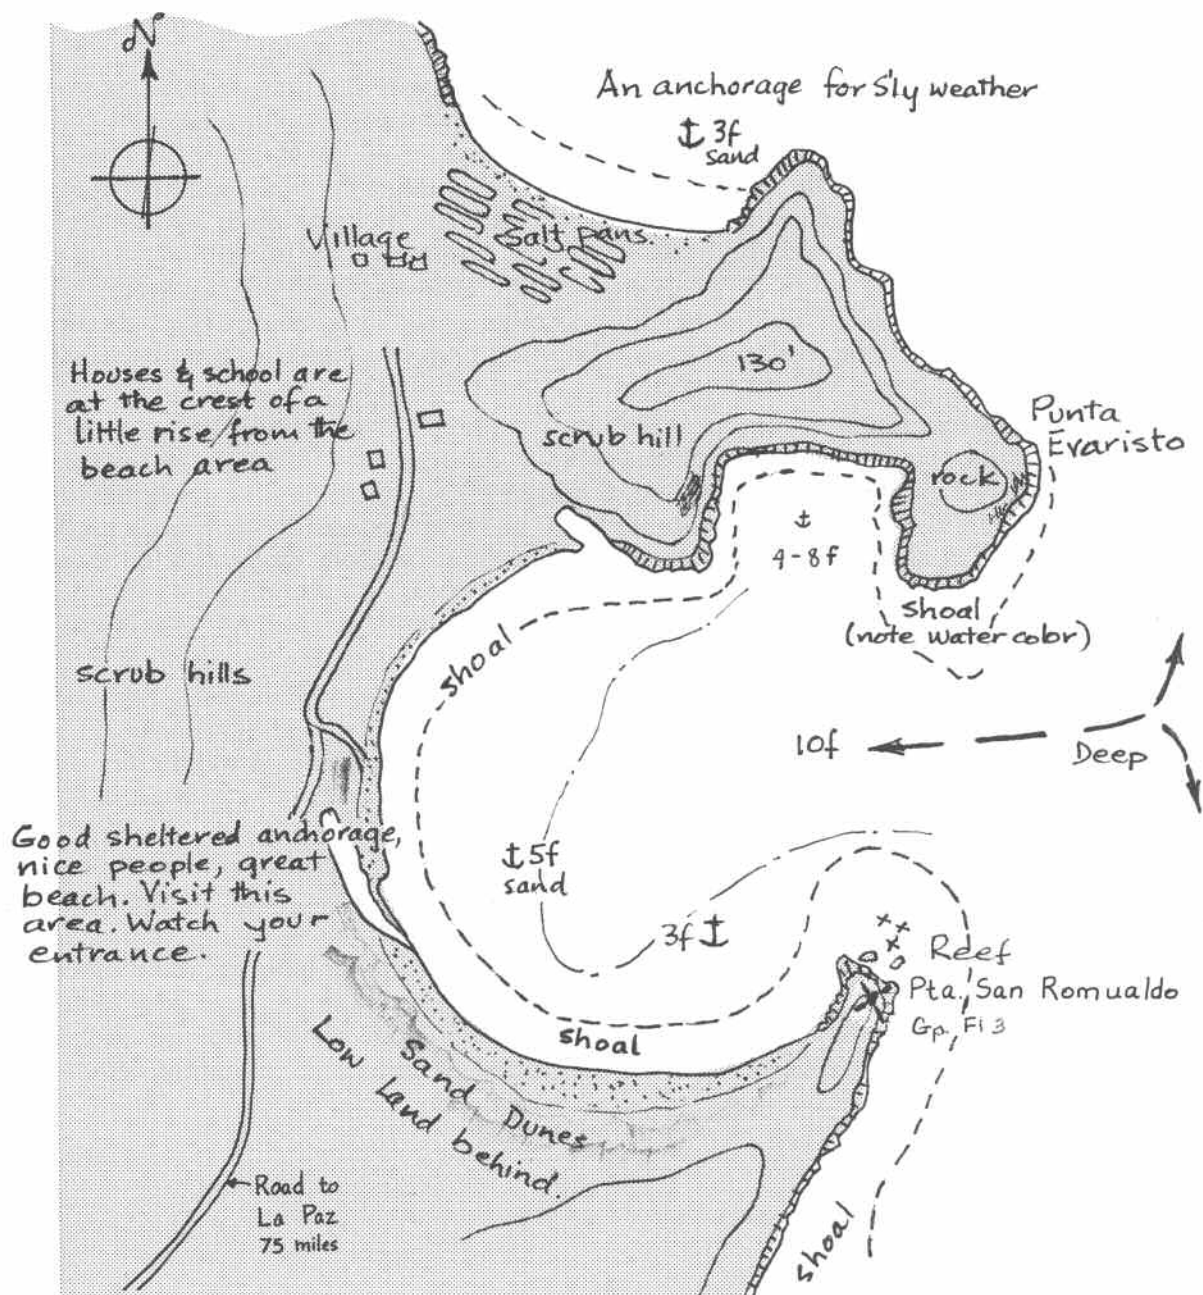 N
An anchorage for S'ly weather
3f
sand
Village
Salt pans.
130'
Houses & school are
at the crest of a
little rise from the
beach area
scrub hill
Punta
Evaristo
rock
4-8f
shoal
(note water color)
shoal
scrub hills
10f
Deep
Good sheltered anchorage,
nice people, great
beach. Visit this
area. Watch your
entrance.
5f
sand
3f
Reef
Pta. San Romualdo
Gp. Fl 3
shoal
Sand Dunes
Low Land behind.
Road to
La Paz
75 miles
shoal